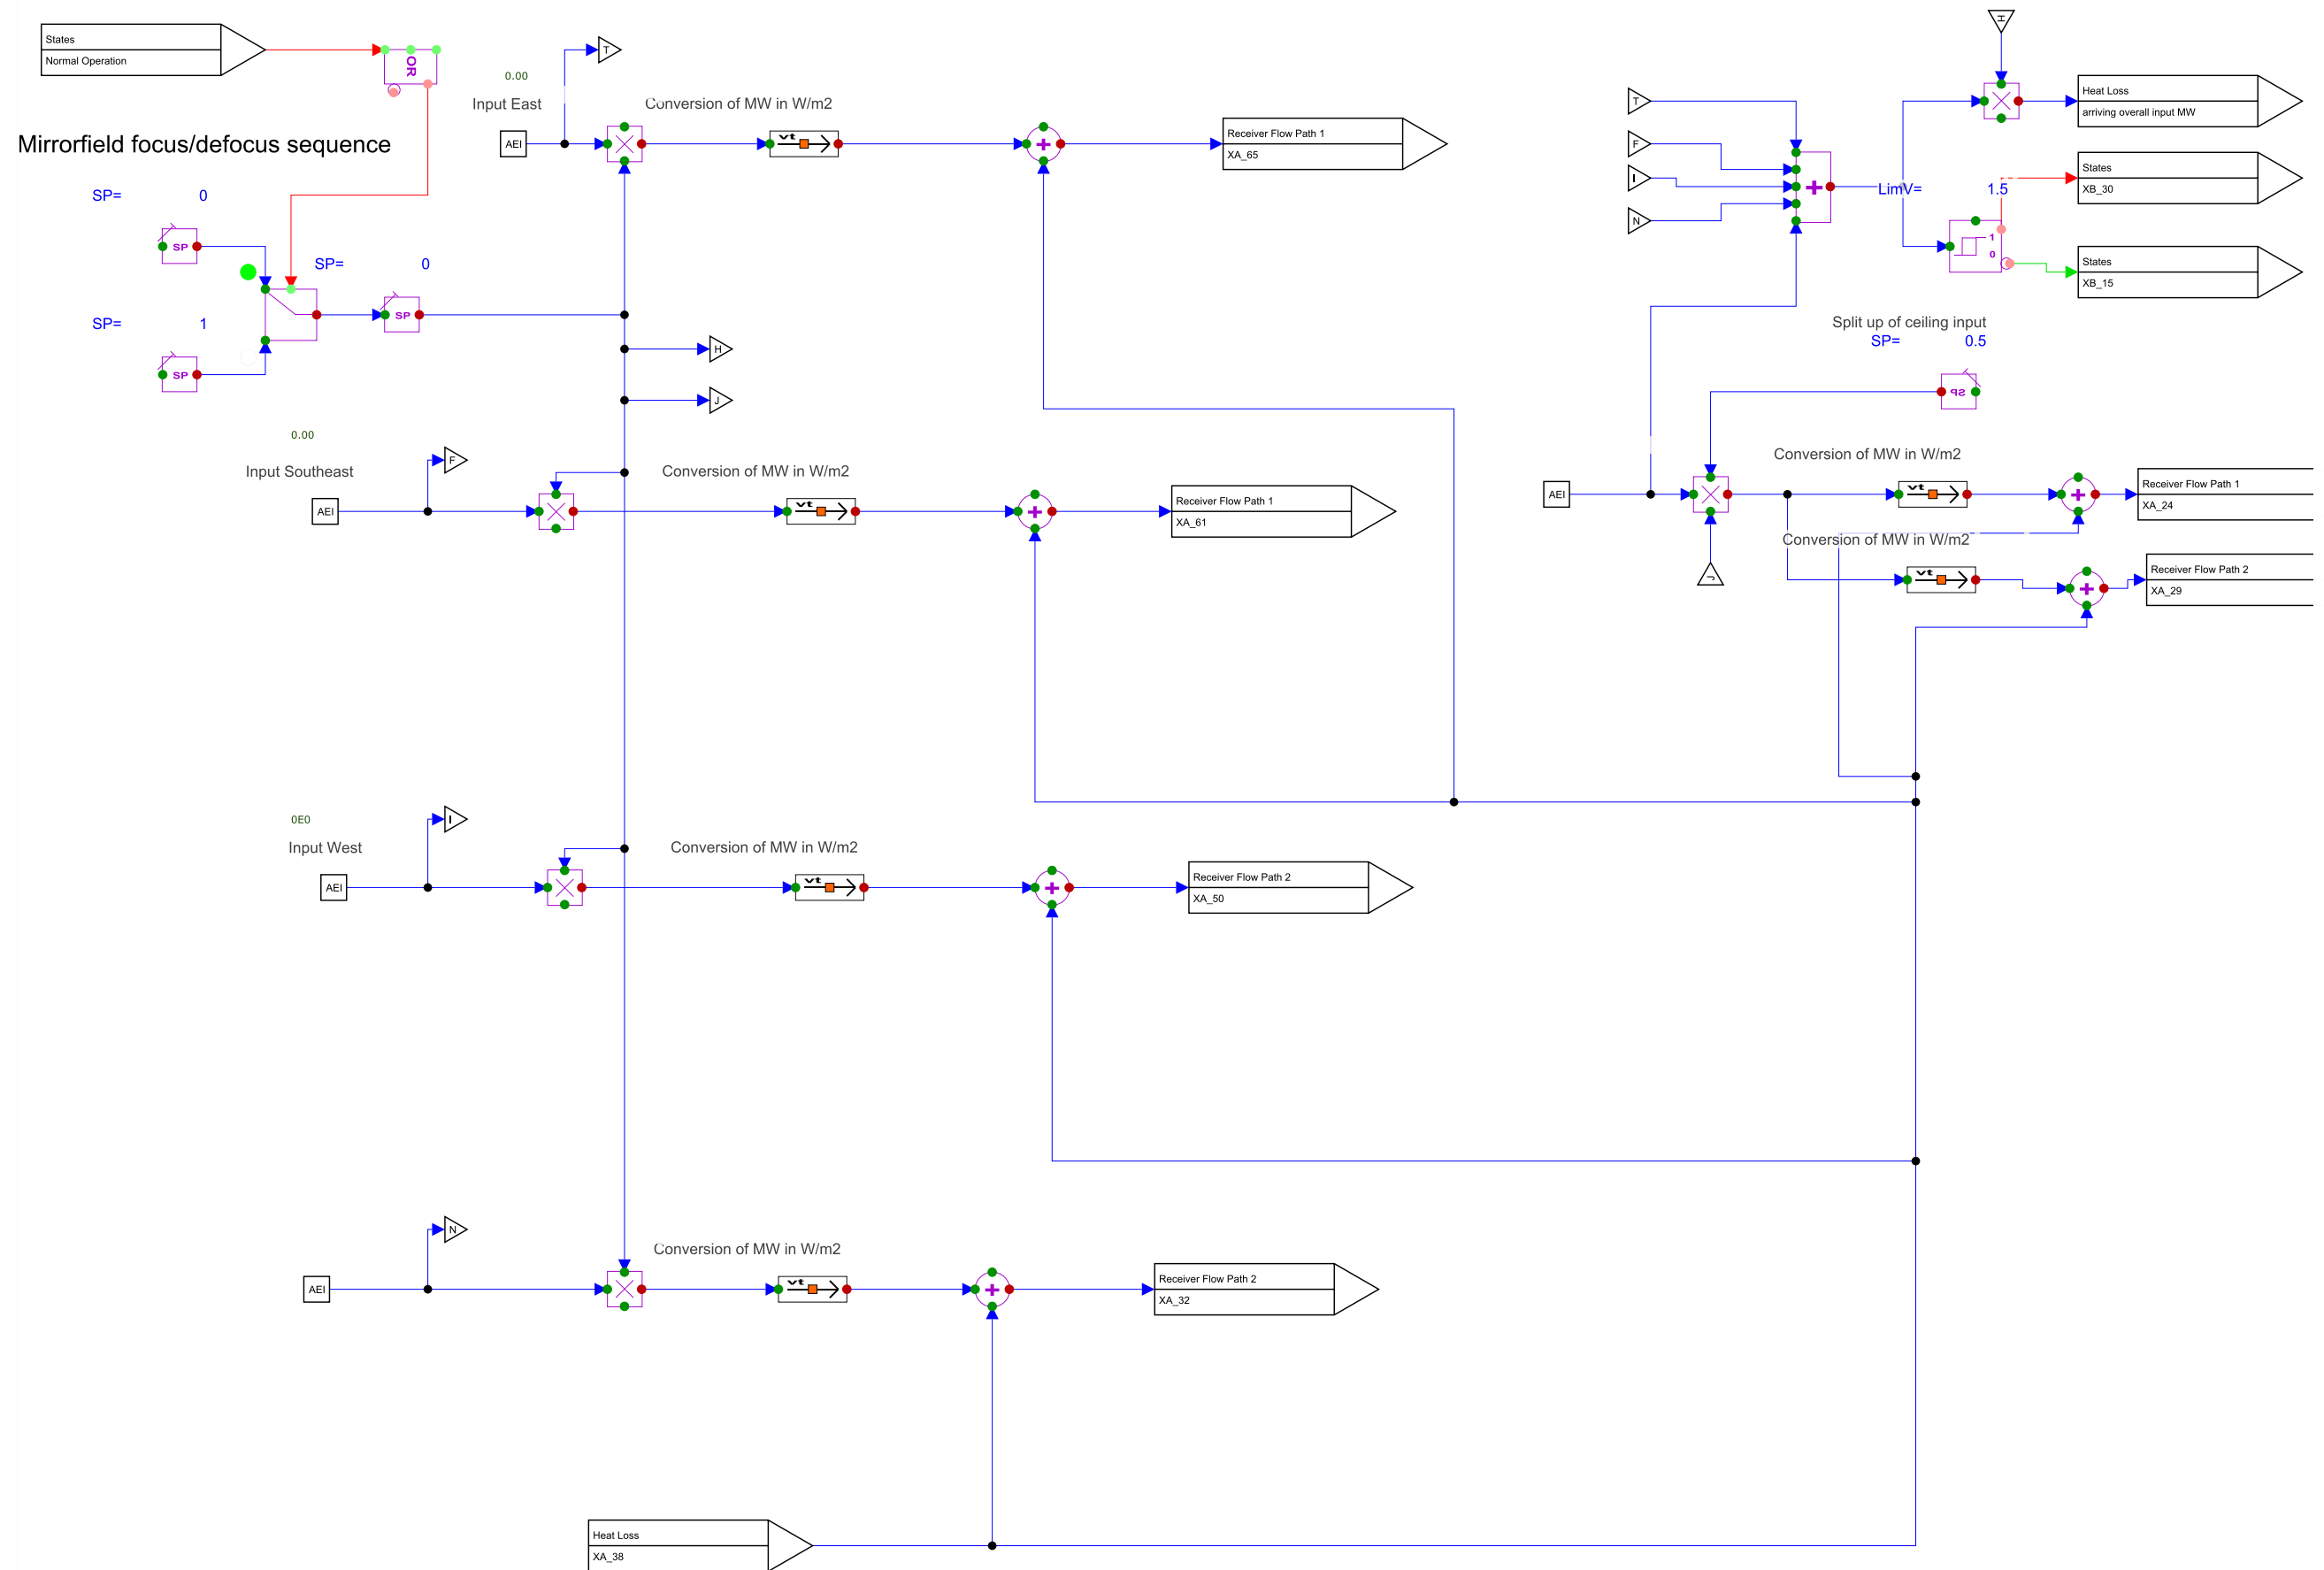 States
Normal Operation
OR
Mirrorfield focus/defocus sequence
SP= 0
SP
SP= 0
SP
SP= 1
SP
T
0.00
Input East
Conversion of MW in W/m2
AEI
vt
+
Receiver Flow Path 1
XA_65
H
J
0.00
Input Southeast
F
Conversion of MW in W/m2
AEI
vt
+
Receiver Flow Path 1
XA_61
0E0
Input West
I
Conversion of MW in W/m2
AEI
vt
+
Receiver Flow Path 2
XA_50
N
Conversion of MW in W/m2
AEI
vt
+
Receiver Flow Path 2
XA_32
Heat Loss
XA_38
H
T
F
I
N
+
LimV= 1.5
1
0
Heat Loss
arriving overall input MW
States
XB_30
States
XB_15
Split up of ceiling input
SP= 0.5
SP
Conversion of MW in W/m2
AEI
vt
+
Receiver Flow Path 1
XA_24
Conversion of MW in W/m2
J
vt
+
Receiver Flow Path 2
XA_29